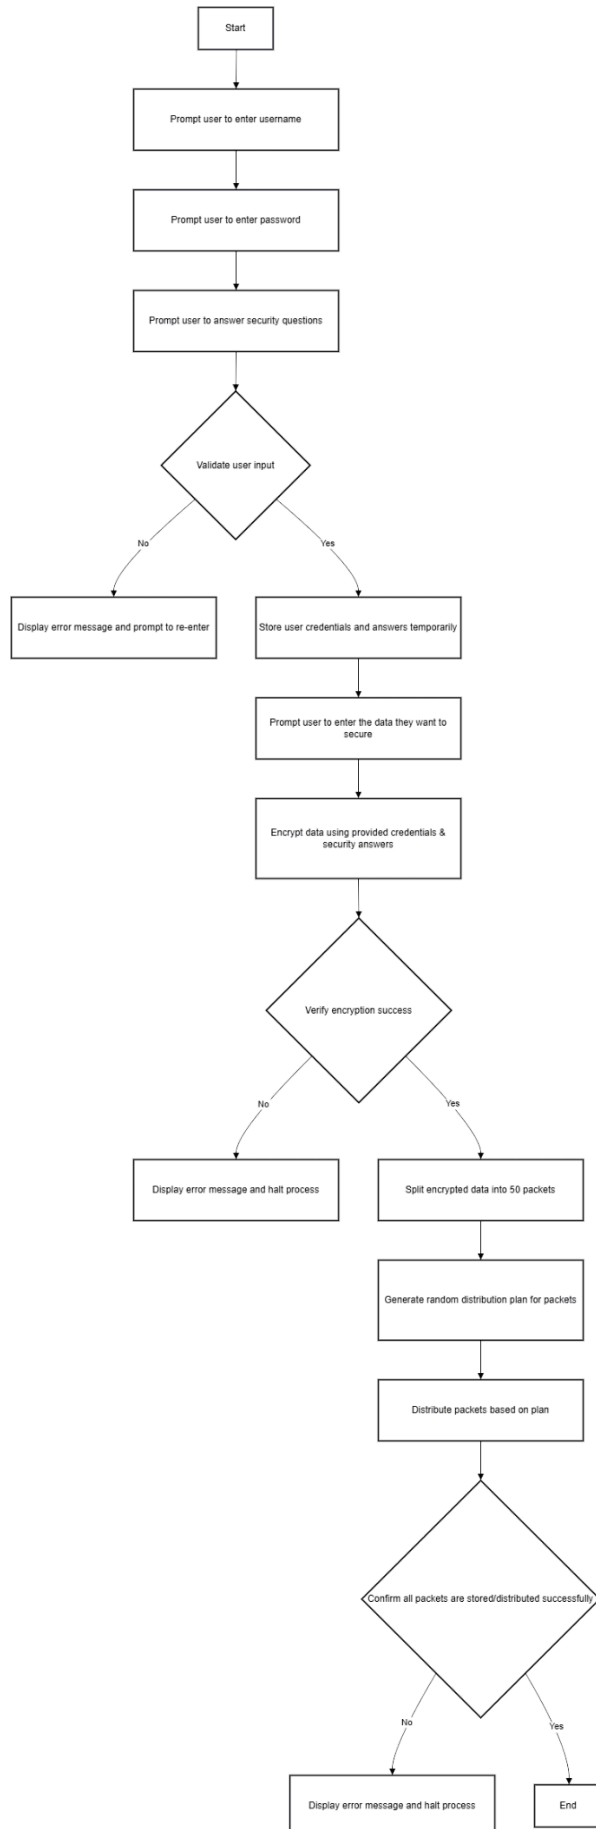 Start
Prompt user to enter username
Prompt user to enter password
Prompt user to answer security questions
Validate user input
No
Yes
Display error message and prompt to re-enter
Store user credentials and answers temporarily
Prompt user to enter the data they want to
secure
Encrypt data using provided credentials &
security answers
Verify encryption success
No
Yes
Display error message and halt process
Split encrypted data into 50 packets
Generate random distribution plan for packets
Distribute packets based on plan
Confirm all packets are stored/distributed successfully
No
Yes
Display error message and halt process
End